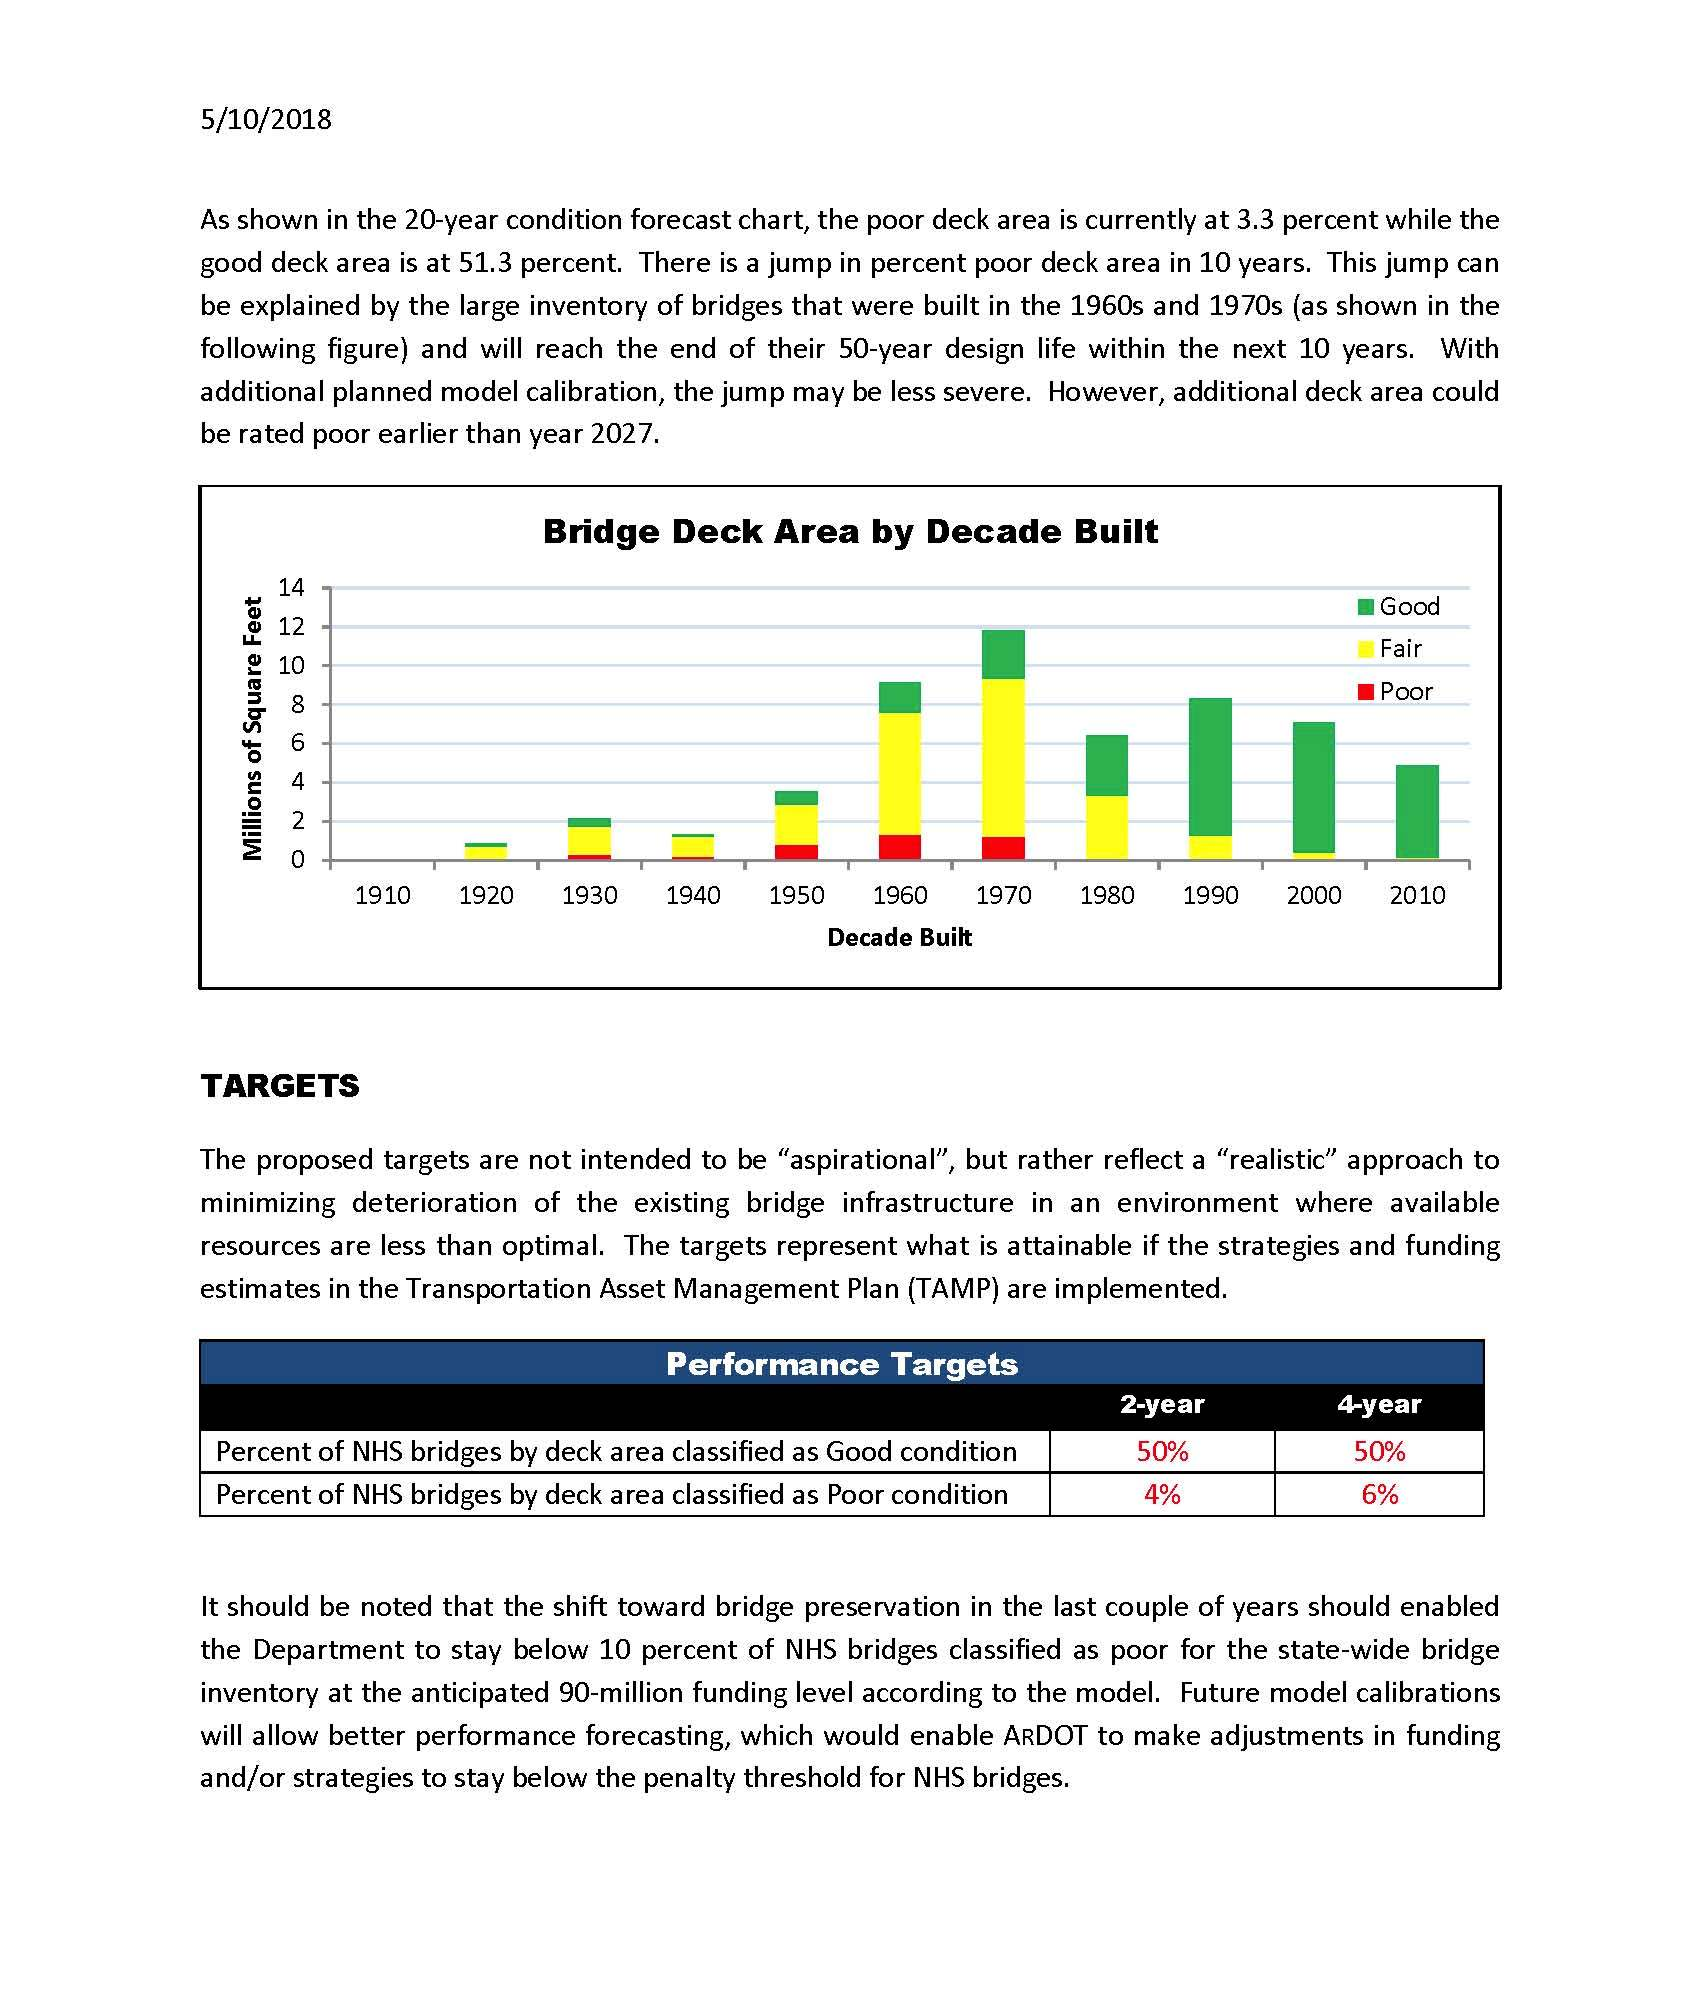 5/10/2018
As shown in the 20-year condition forecast chart, the poor deck area is currently at 3.3 percent while the
good deck area is at 51.3 percent.  There is a jump in percent poor deck area in 10 years.  This jump can
be explained by the large inventory of bridges that were built in the 1960s and 1970s (as shown in the
following figure) and will reach the end of their 50-year design life within the next 10 years.  With
additional planned model calibration, the jump may be less severe.  However, additional deck area could
be rated poor earlier than year 2027.
Bridge Deck Area by Decade Built
Millions of Square Feet
14
12
10
8
6
4
2
0
Good
Fair
Poor
1910 1920 1930 1940 1950 1960 1970 1980 1990 2000 2010
Decade Built
TARGETS
The proposed targets are not intended to be “aspirational”, but rather reflect a “realistic” approach to
minimizing deterioration of the existing bridge infrastructure in an environment where available
resources are less than optimal.  The targets represent what is attainable if the strategies and funding
estimates in the Transportation Asset Management Plan (TAMP) are implemented.
Performance Targets
2-year 4-year
Percent of NHS bridges by deck area classified as Good condition 50% 50%
Percent of NHS bridges by deck area classified as Poor condition 4% 6%
It should be noted that the shift toward bridge preservation in the last couple of years should enabled
the Department to stay below 10 percent of NHS bridges classified as poor for the state-wide bridge
inventory at the anticipated 90-million funding level according to the model.  Future model calibrations
will allow better performance forecasting, which would enable ARDOT to make adjustments in funding
and/or strategies to stay below the penalty threshold for NHS bridges.